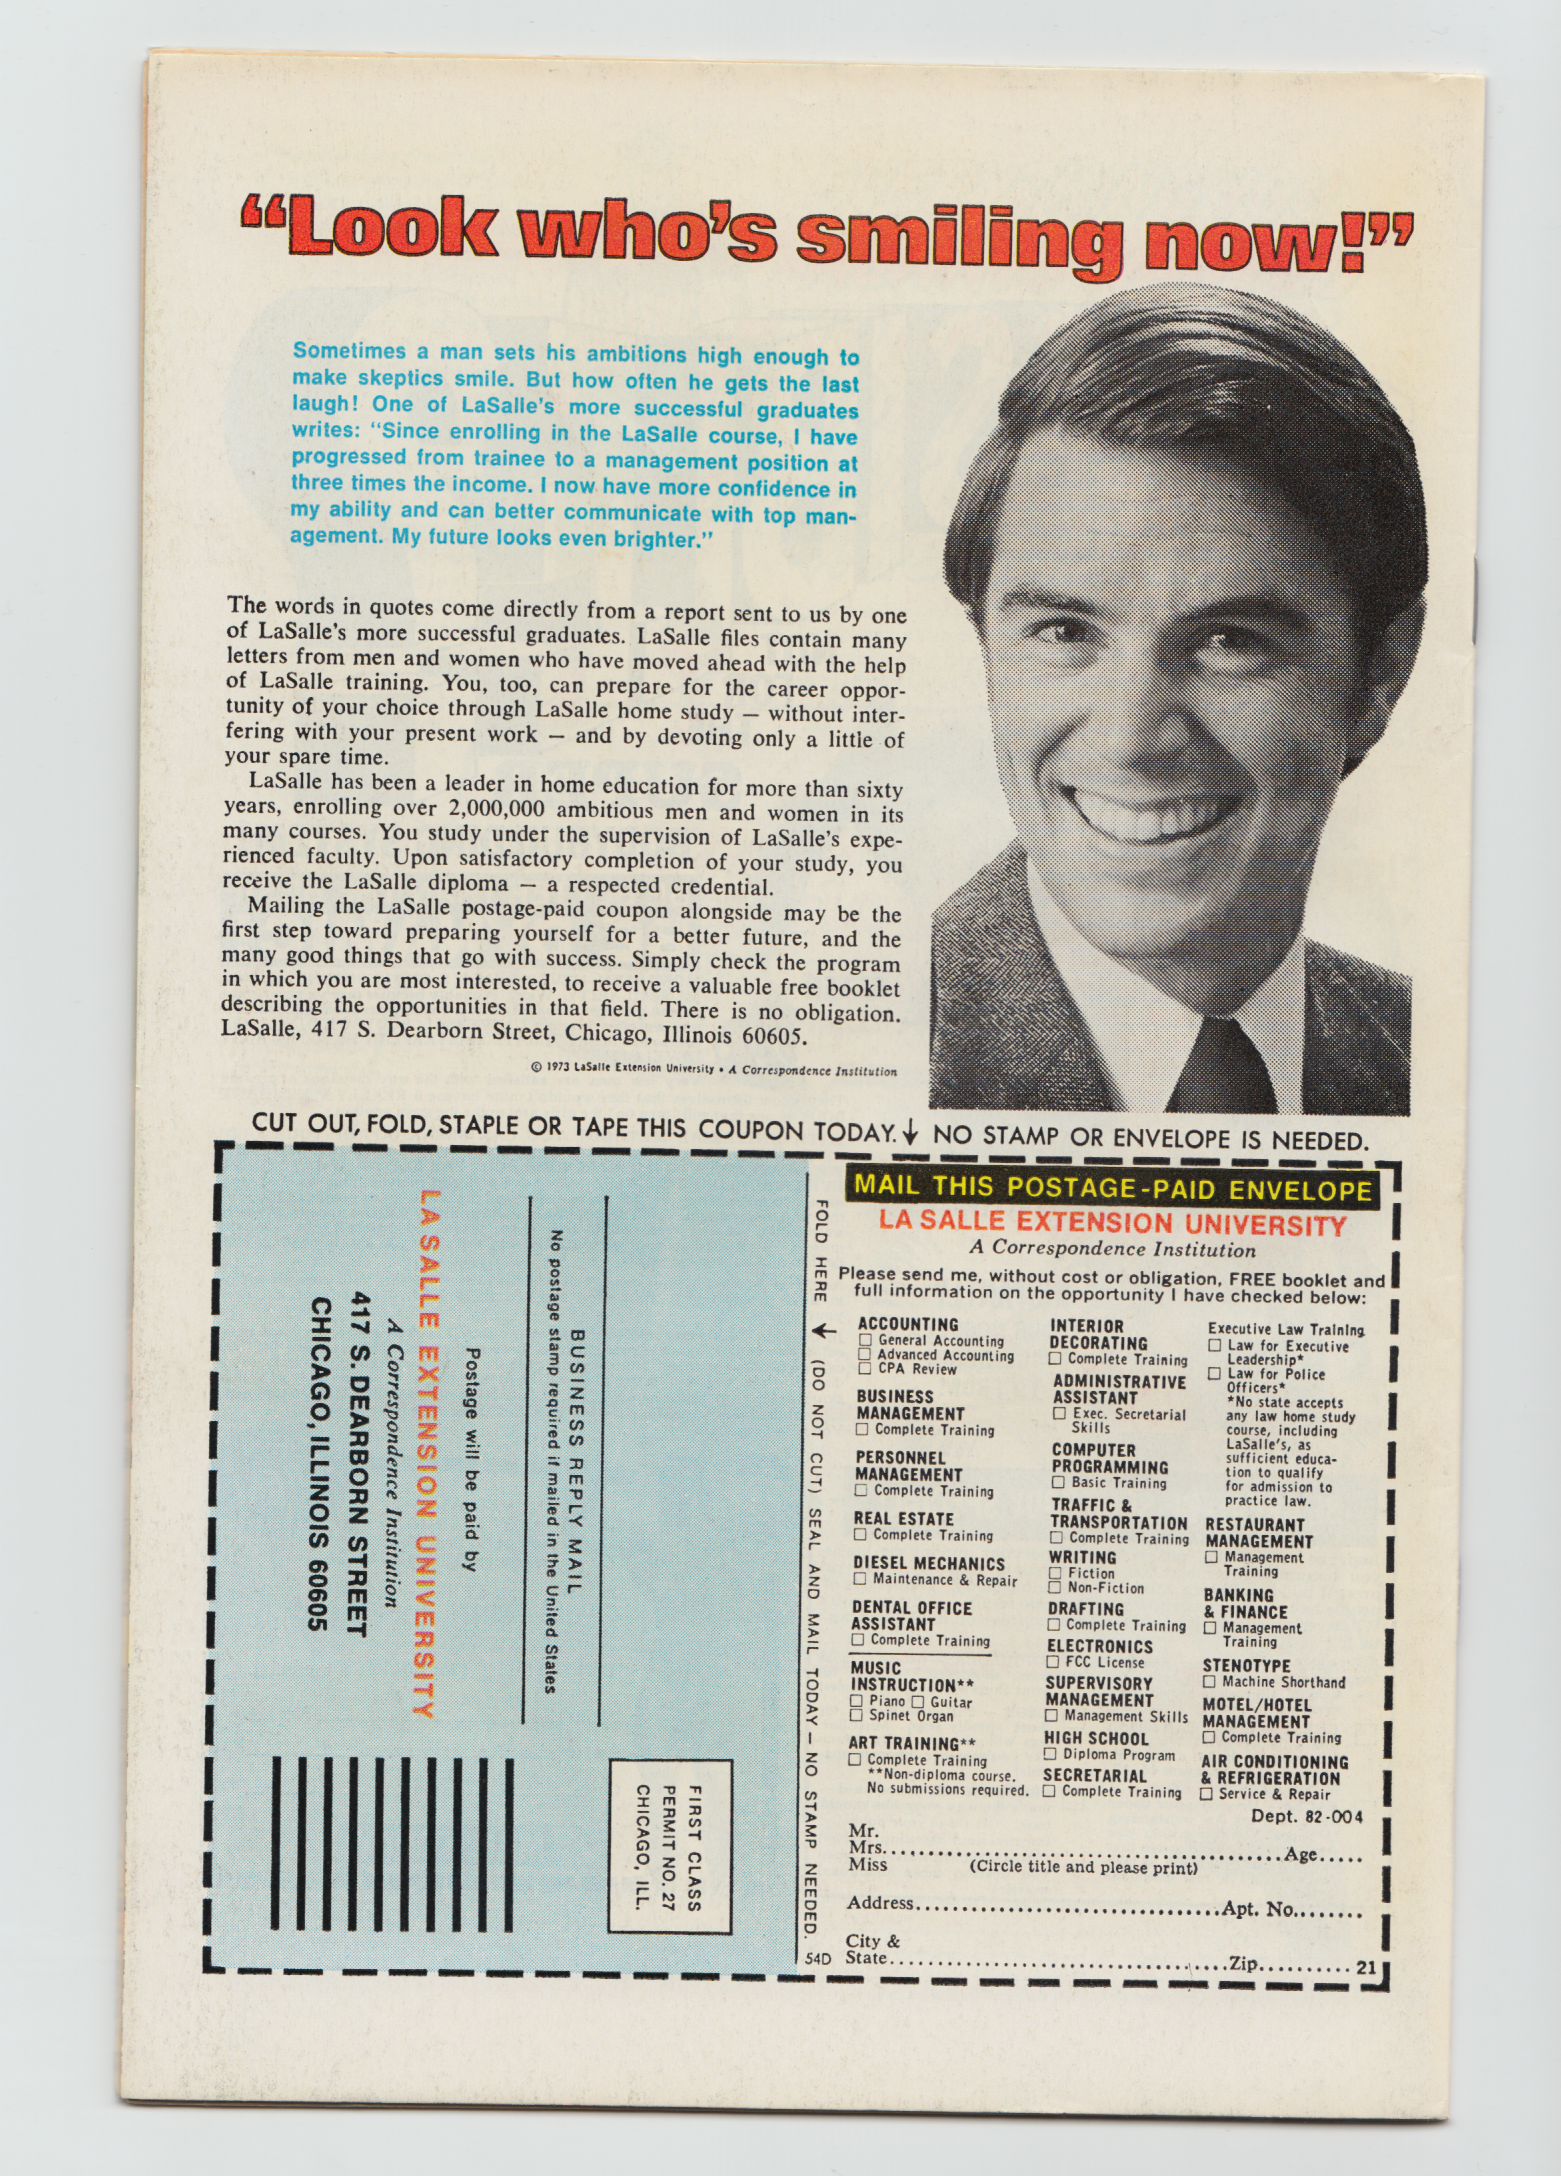 “Look who’s smiling now!”
Sometimes a man sets his ambitions high enough to
make skeptics smile. But how often he gets the last
laugh! One of LaSalle’s more successful graduates
writes: “Since enrolling in the LaSalle course, I have
progressed from trainee to a management position at
three times the income. I now have more confidence in
my ability and can better communicate with top man-
agement. My future looks even brighter.”
The words in quotes come directly from a report sent to us by one
of LaSalle’s more successful graduates. LaSalle files contain many
letters from men and women who have moved ahead with the help
of LaSalle training. You, too, can prepare for the career oppor-
tunity of your choice through LaSalle home study — without inter-
fering with your present work — and by devoting only a little of
your spare time.
LaSalle has been a leader in home education for more than sixty
years, enrolling over 2,000,000 ambitious men and women in its
many courses. You study under the supervision of LaSalle’s expe-
rienced faculty. Upon satisfactory completion of your study, you
receive the LaSalle diploma — a respected credential.
Mailing the LaSalle postage-paid coupon alongside may be the
first step toward preparing yourself for a better future, and the
many good things that go with success. Simply check the program
in which you are most interested, to receive a valuable free booklet
describing the opportunities in that field. There is no obligation.
LaSalle, 417 S. Dearborn Street, Chicago, Illinois 60605.
© 1973 LaSalle Extension University • A Correspondence Institution
CUT OUT, FOLD, STAPLE OR TAPE THIS COUPON TODAY.↓ NO STAMP OR ENVELOPE IS NEEDED.
FIRST CLASS
PERMIT NO. 27
CHICAGO, ILL.
BUSINESS REPLY MAIL
No postage stamp required if mailed in the United States
Postage will be paid by
LA SALLE EXTENSION UNIVERSITY
A Correspondence Institution
417 S. DEARBORN STREET
CHICAGO, ILLINOIS 60605
FOLD HERE → (DO NOT CUT) SEAL AND MAIL TODAY — NO STAMP NEEDED.
54D
MAIL THIS POSTAGE-PAID ENVELOPE
LA SALLE EXTENSION UNIVERSITY
A Correspondence Institution
Please send me, without cost or obligation, FREE booklet and
full information on the opportunity I have checked below:
ACCOUNTING
☐ General Accounting
☐ Advanced Accounting
☐ CPA Review
BUSINESS
MANAGEMENT
☐ Complete Training
PERSONNEL
MANAGEMENT
☐ Complete Training
REAL ESTATE
☐ Complete Training
DIESEL MECHANICS
☐ Maintenance & Repair
DENTAL OFFICE
ASSISTANT
☐ Complete Training
MUSIC
INSTRUCTION**
☐ Piano ☐ Guitar
☐ Spinet Organ
ART TRAINING**
☐ Complete Training
**Non-diploma course.
No submissions required.
INTERIOR
DECORATING
☐ Complete Training
ADMINISTRATIVE
ASSISTANT
☐ Exec. Secretarial
Skills
COMPUTER
PROGRAMMING
☐ Basic Training
TRAFFIC &
TRANSPORTATION
☐ Complete Training
WRITING
☐ Fiction
☐ Non-Fiction
DRAFTING
☐ Complete Training
ELECTRONICS
☐ FCC License
SUPERVISORY
MANAGEMENT
☐ Management Skills
HIGH SCHOOL
☐ Diploma Program
SECRETARIAL
☐ Complete Training
Executive Law Training
☐ Law for Executive
Leadership*
☐ Law for Police
Officers*
*No state accepts
any law home study
course, including
LaSalle’s, as
sufficient educa-
tion to qualify
for admission to
practice law.
RESTAURANT
MANAGEMENT
☐ Management
Training
BANKING
& FINANCE
☐ Management
Training
STENOTYPE
☐ Machine Shorthand
MOTEL/HOTEL
MANAGEMENT
☐ Complete Training
AIR CONDITIONING
& REFRIGERATION
☐ Service & Repair
Dept. 82-004
Mr.
Mrs.............................................Age.....
Miss (Circle title and please print)
Address..................................Apt. No........
City &
State......................................Zip.......... 21